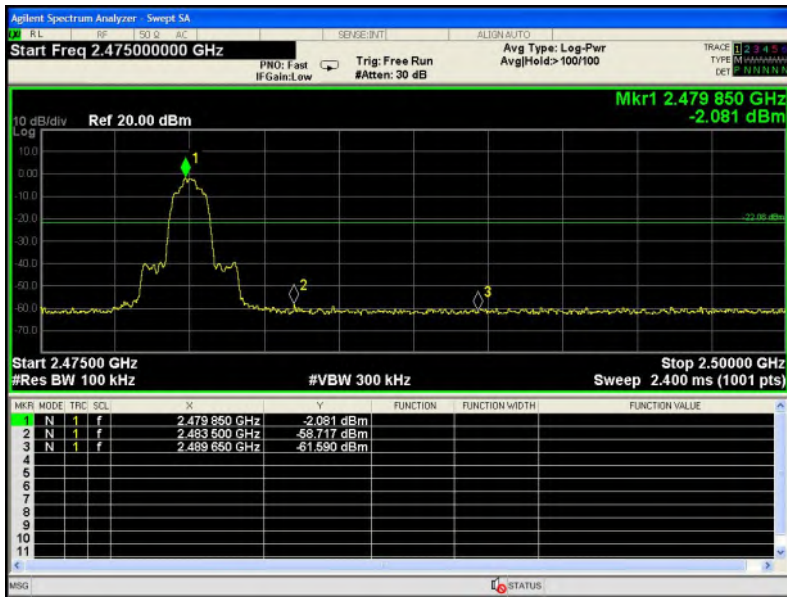 Agilent Spectrum Analyzer - Swept SA
RL RF 50 Ω AC SENSE:INT ALIGN AUTO
Start Freq 2.475000000 GHz
PNO: Fast
IFGain:Low
Trig: Free Run
#Atten: 30 dB
Avg Type: Log-Pwr
Avg|Hold:> 100/100
TRACE 1 2 3 4 5 6
TYPE M
DET P N N N N N
Mkr1 2.479 850 GHz
-2.081 dBm
10 dB/div Ref 20.00 dBm
Log
10.0
1
0.00
-10.0
-20.0
-22.08 dBm
-30.0
-40.0
-50.0
2
3
-60.0
-70.0
Start 2.47500 GHz Stop 2.50000 GHz
#Res BW 100 kHz #VBW 300 kHz Sweep 2.400 ms (1001 pts)
MKR MODE TRC SCL X Y FUNCTION FUNCTION WIDTH FUNCTION VALUE
1 N 1 f 2.479 850 GHz -2.081 dBm
2 N 1 f 2.483 500 GHz -58.717 dBm
3 N 1 f 2.489 650 GHz -61.590 dBm
4
5
6
7
8
9
10
11
MSG STATUS